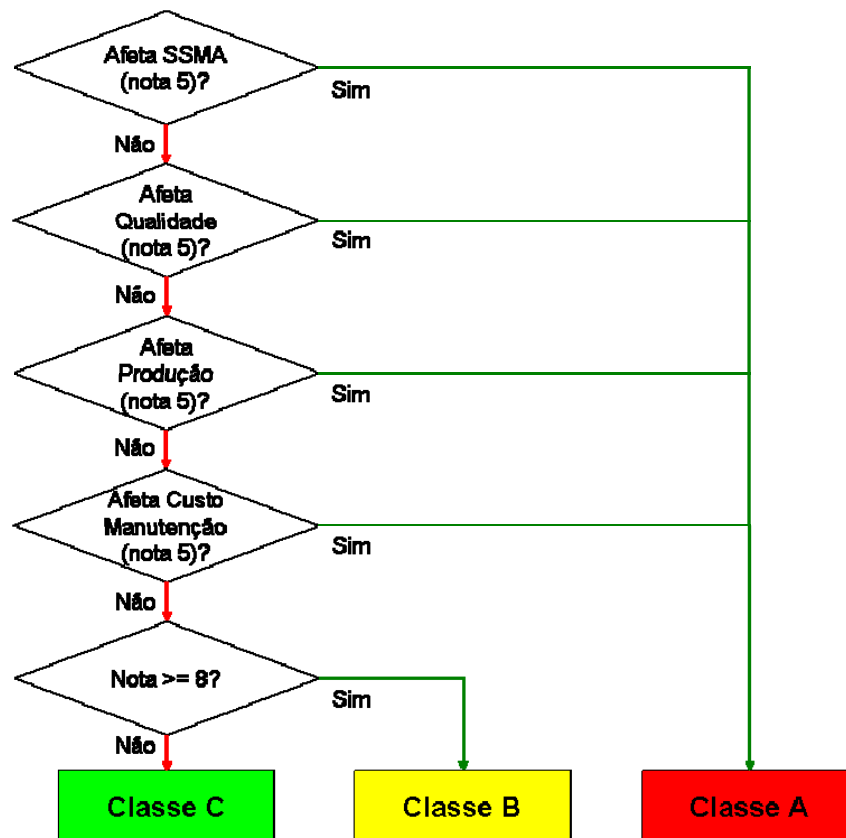 Afeta SSMA
(nota 5)?
Sim
Não
Afeta
Qualidade
(nota 5)?
Sim
Não
Afeta
Produção
(nota 5)?
Sim
Não
Afeta Custo
Manutenção
(nota 5)?
Sim
Não
Nota >= 8?
Sim
Não
Classe C
Classe B
Classe A